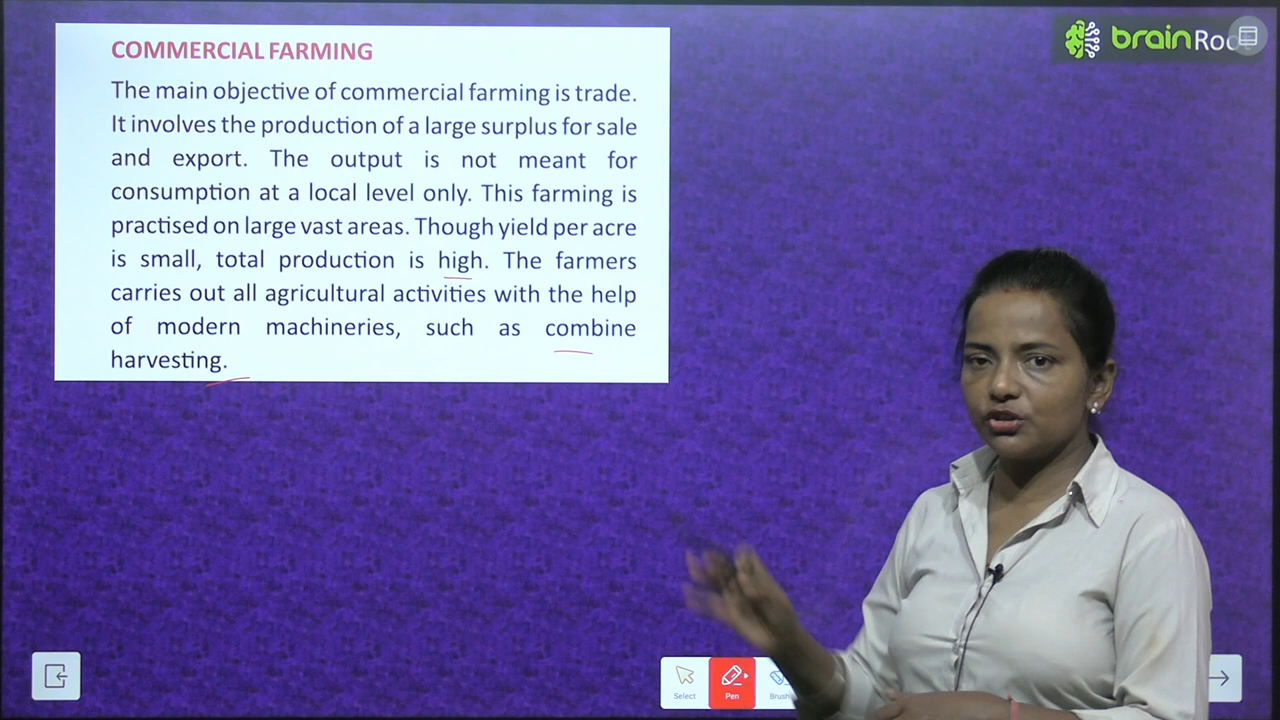 COMMERCIAL FARMING
The main objective of commercial farming is trade.
It involves the production of a large surplus for sale
and export. The output is not meant for
consumption at a local level only. This farming is
practised on large vast areas. Though yield per acre
is small, total production is high. The farmers
carries out all agricultural activities with the help
of modern machineries, such as combine
harvesting.
brain
Select
Pen